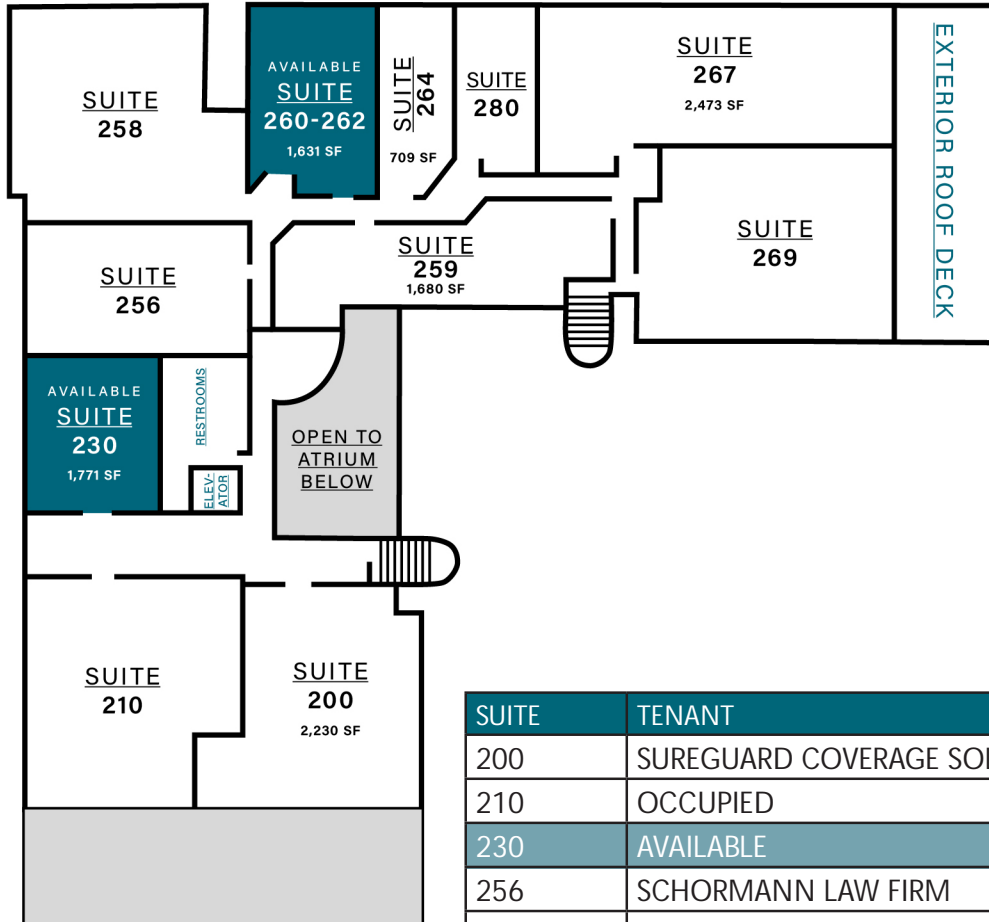 SUITE
258
AVAILABLE
SUITE
260-262
1,631 SF
SUITE
264
709 SF
SUITE
280
SUITE
267
2,473 SF
EXTERIOR ROOF DECK
SUITE
256
SUITE
259
1,680 SF
SUITE
269
AVAILABLE
SUITE
230
1,771 SF
RESTROOMS
ELEV-
ATOR
OPEN TO
ATRIUM
BELOW
SUITE
210
SUITE
200
2,230 SF
SUITE TENANT
200 SUREGUARD COVERAGE
210 OCCUPIED
230 AVAILABLE
256 SCHORMANN LAW FIRM